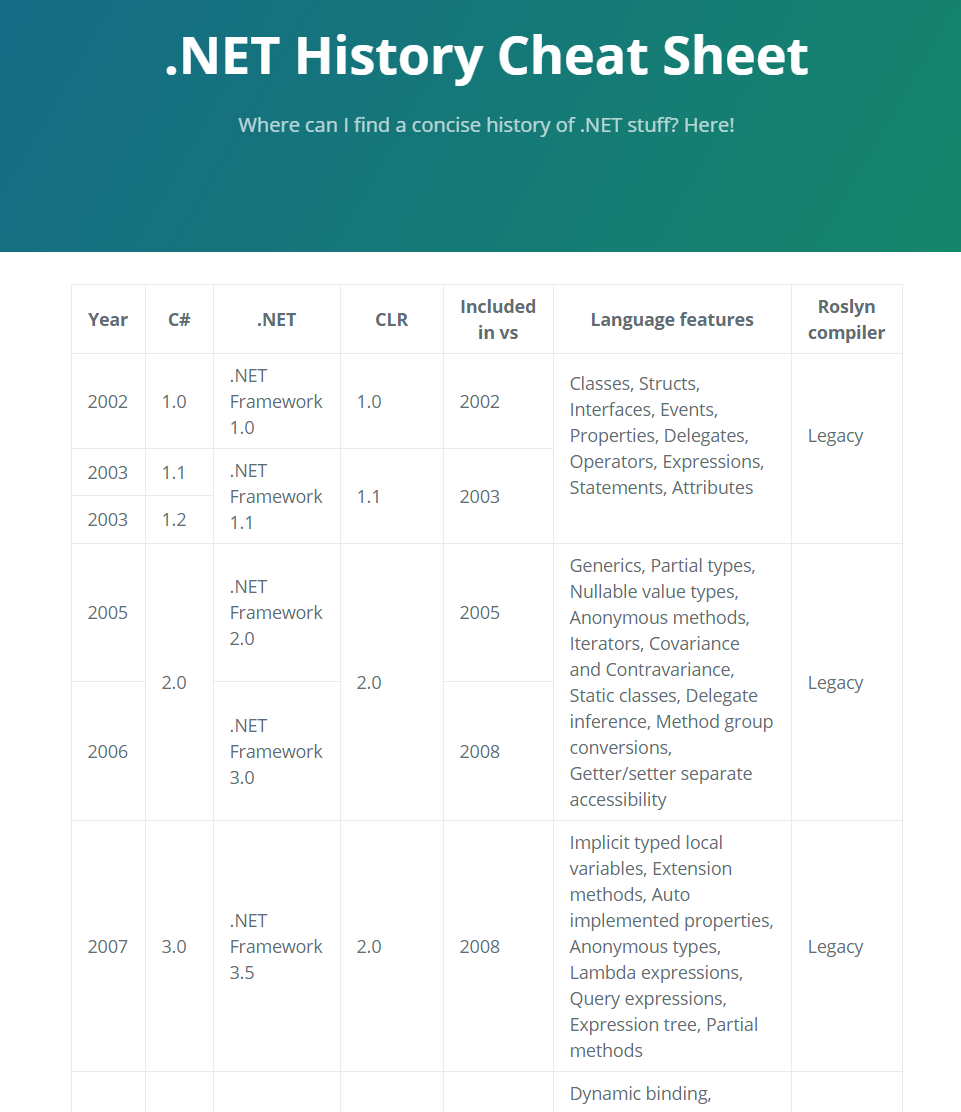 .NET History Cheat Sheet
Where can I find a concise history of .NET stuff? Here!
Year
C#
.NET
CLR
Included
in vs
Language features
Roslyn
compiler
2002
1.0
.NET
Framework
1.0
1.0
2002
Classes, Structs,
Interfaces, Events,
Properties, Delegates,
Operators, Expressions,
Statements, Attributes
Legacy
2003
1.1
.NET
Framework
1.1
1.1
2003
2003
1.2
2005
2.0
.NET
Framework
2.0
2.0
2005
Generics, Partial types,
Nullable value types,
Anonymous methods,
Iterators, Covariance
and Contravariance,
Static classes, Delegate
inference, Method group
conversions,
Getter/setter separate
accessibility
Legacy
2006
.NET
Framework
3.0
2008
2007
3.0
.NET
Framework
3.5
2.0
2008
Implicit typed local
variables, Extension
methods, Auto
implemented properties,
Anonymous types,
Lambda expressions,
Query expressions,
Expression tree, Partial
methods
Legacy
Dynamic binding,